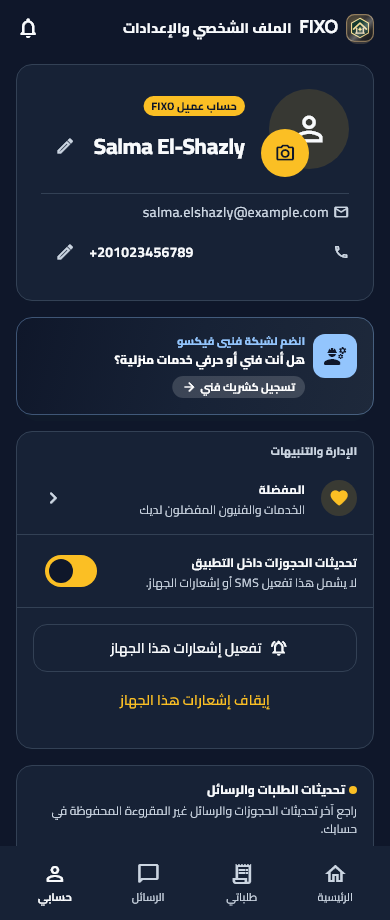 FIXO الملف الشخصي والإعدادات
حساب عميل FIXO
Salma El-Shazly
salma.elshazly@example.com
+201023456789
انضم لشبكة فنيي فيكسو
هل أنت فني أو حرفي خدمات منزلية؟
تسجيل كشريك فني →
الإدارة والتنبيهات
المفضلة
الخدمات والفنيون المفضلون لديك
تحديثات الحجوزات داخل التطبيق
لا يشمل هذا تفعيل SMS أو إشعارات الجهاز.
تفعيل إشعارات هذا الجهاز
إيقاف إشعارات هذا الجهاز
تحديثات الطلبات والرسائل
راجع آخر تحديثات الحجوزات والرسائل غير المقروءة المحفوظة في
حسابك.
الرئيسية
طلباتي
الرسائل
حسابي